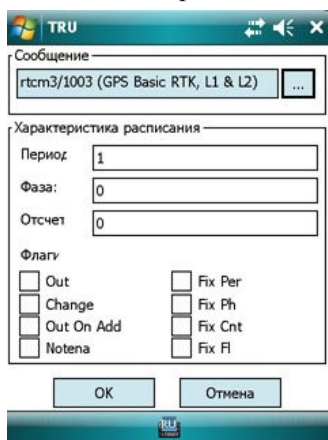 TRU
Сообщение
rtcm3/1003 (GPS Basic RTK, L1 & L2) ...
Характеристика расписания
Период 1
Фаза: 0
Отсчет 0
Флаги
Out Fix Per
Change Fix Ph
Out On Add Fix Cnt
Notena Fix Fl
OK Отмена
RU